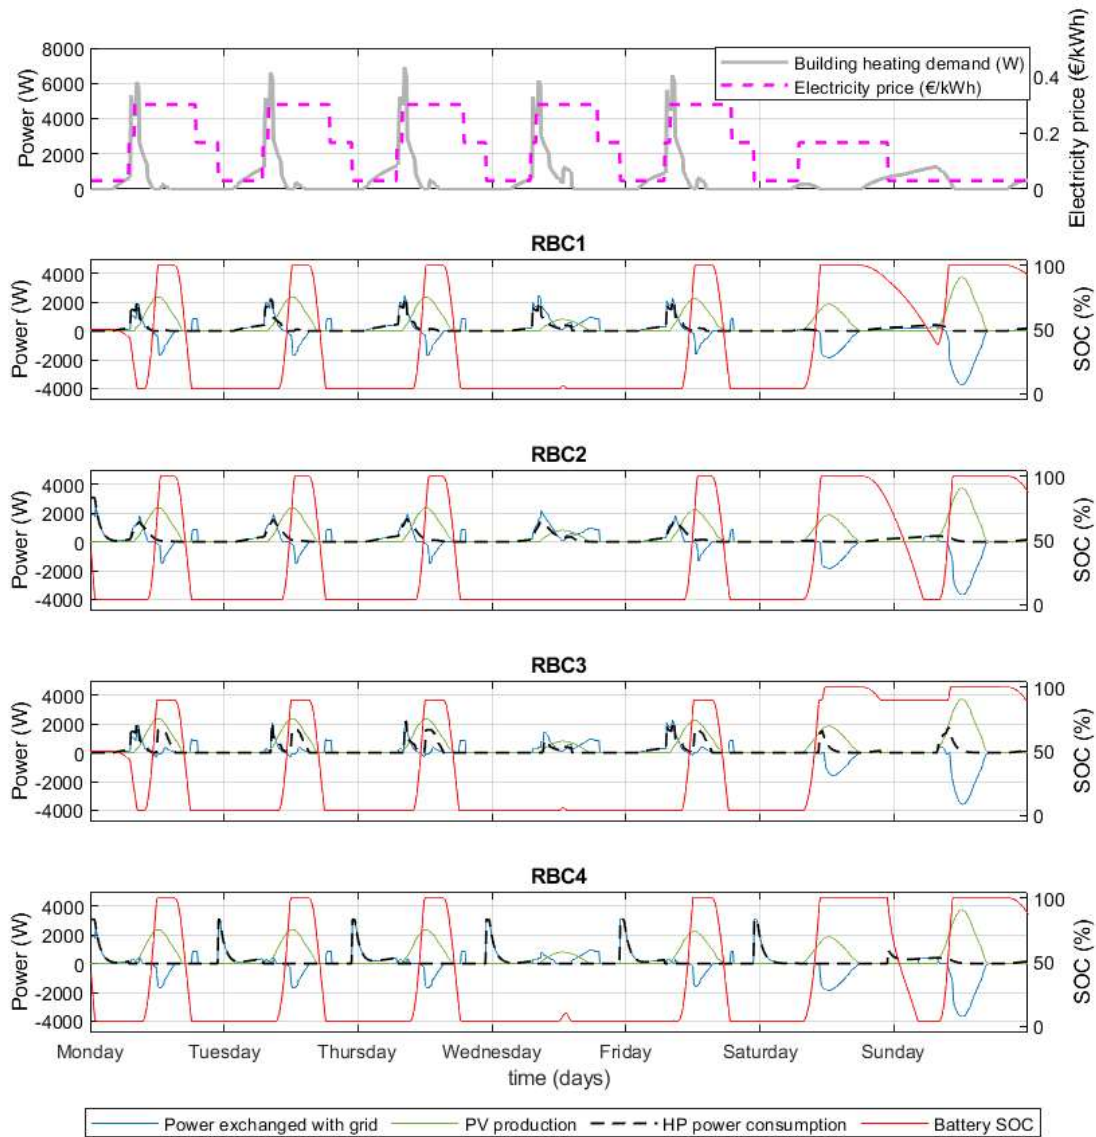 8000
6000
4000
2000
0
Power (W)
Building heating demand (W)
Electricity price (€/kWh)
0.4
0.2
0
Electricity price (€/kWh)
RBC1
4000
2000
0
-2000
-4000
Power (W)
100
50
0
SOC (%)
RBC2
4000
2000
0
-2000
-4000
Power (W)
100
50
0
SOC (%)
RBC3
4000
2000
0
-2000
-4000
Power (W)
100
50
0
SOC (%)
RBC4
4000
2000
0
-2000
-4000
Power (W)
100
50
0
SOC (%)
Monday Tuesday Thursday Wednesday Friday Saturday Sunday
time (days)
Power exchanged with grid PV production HP power consumption Battery SOC